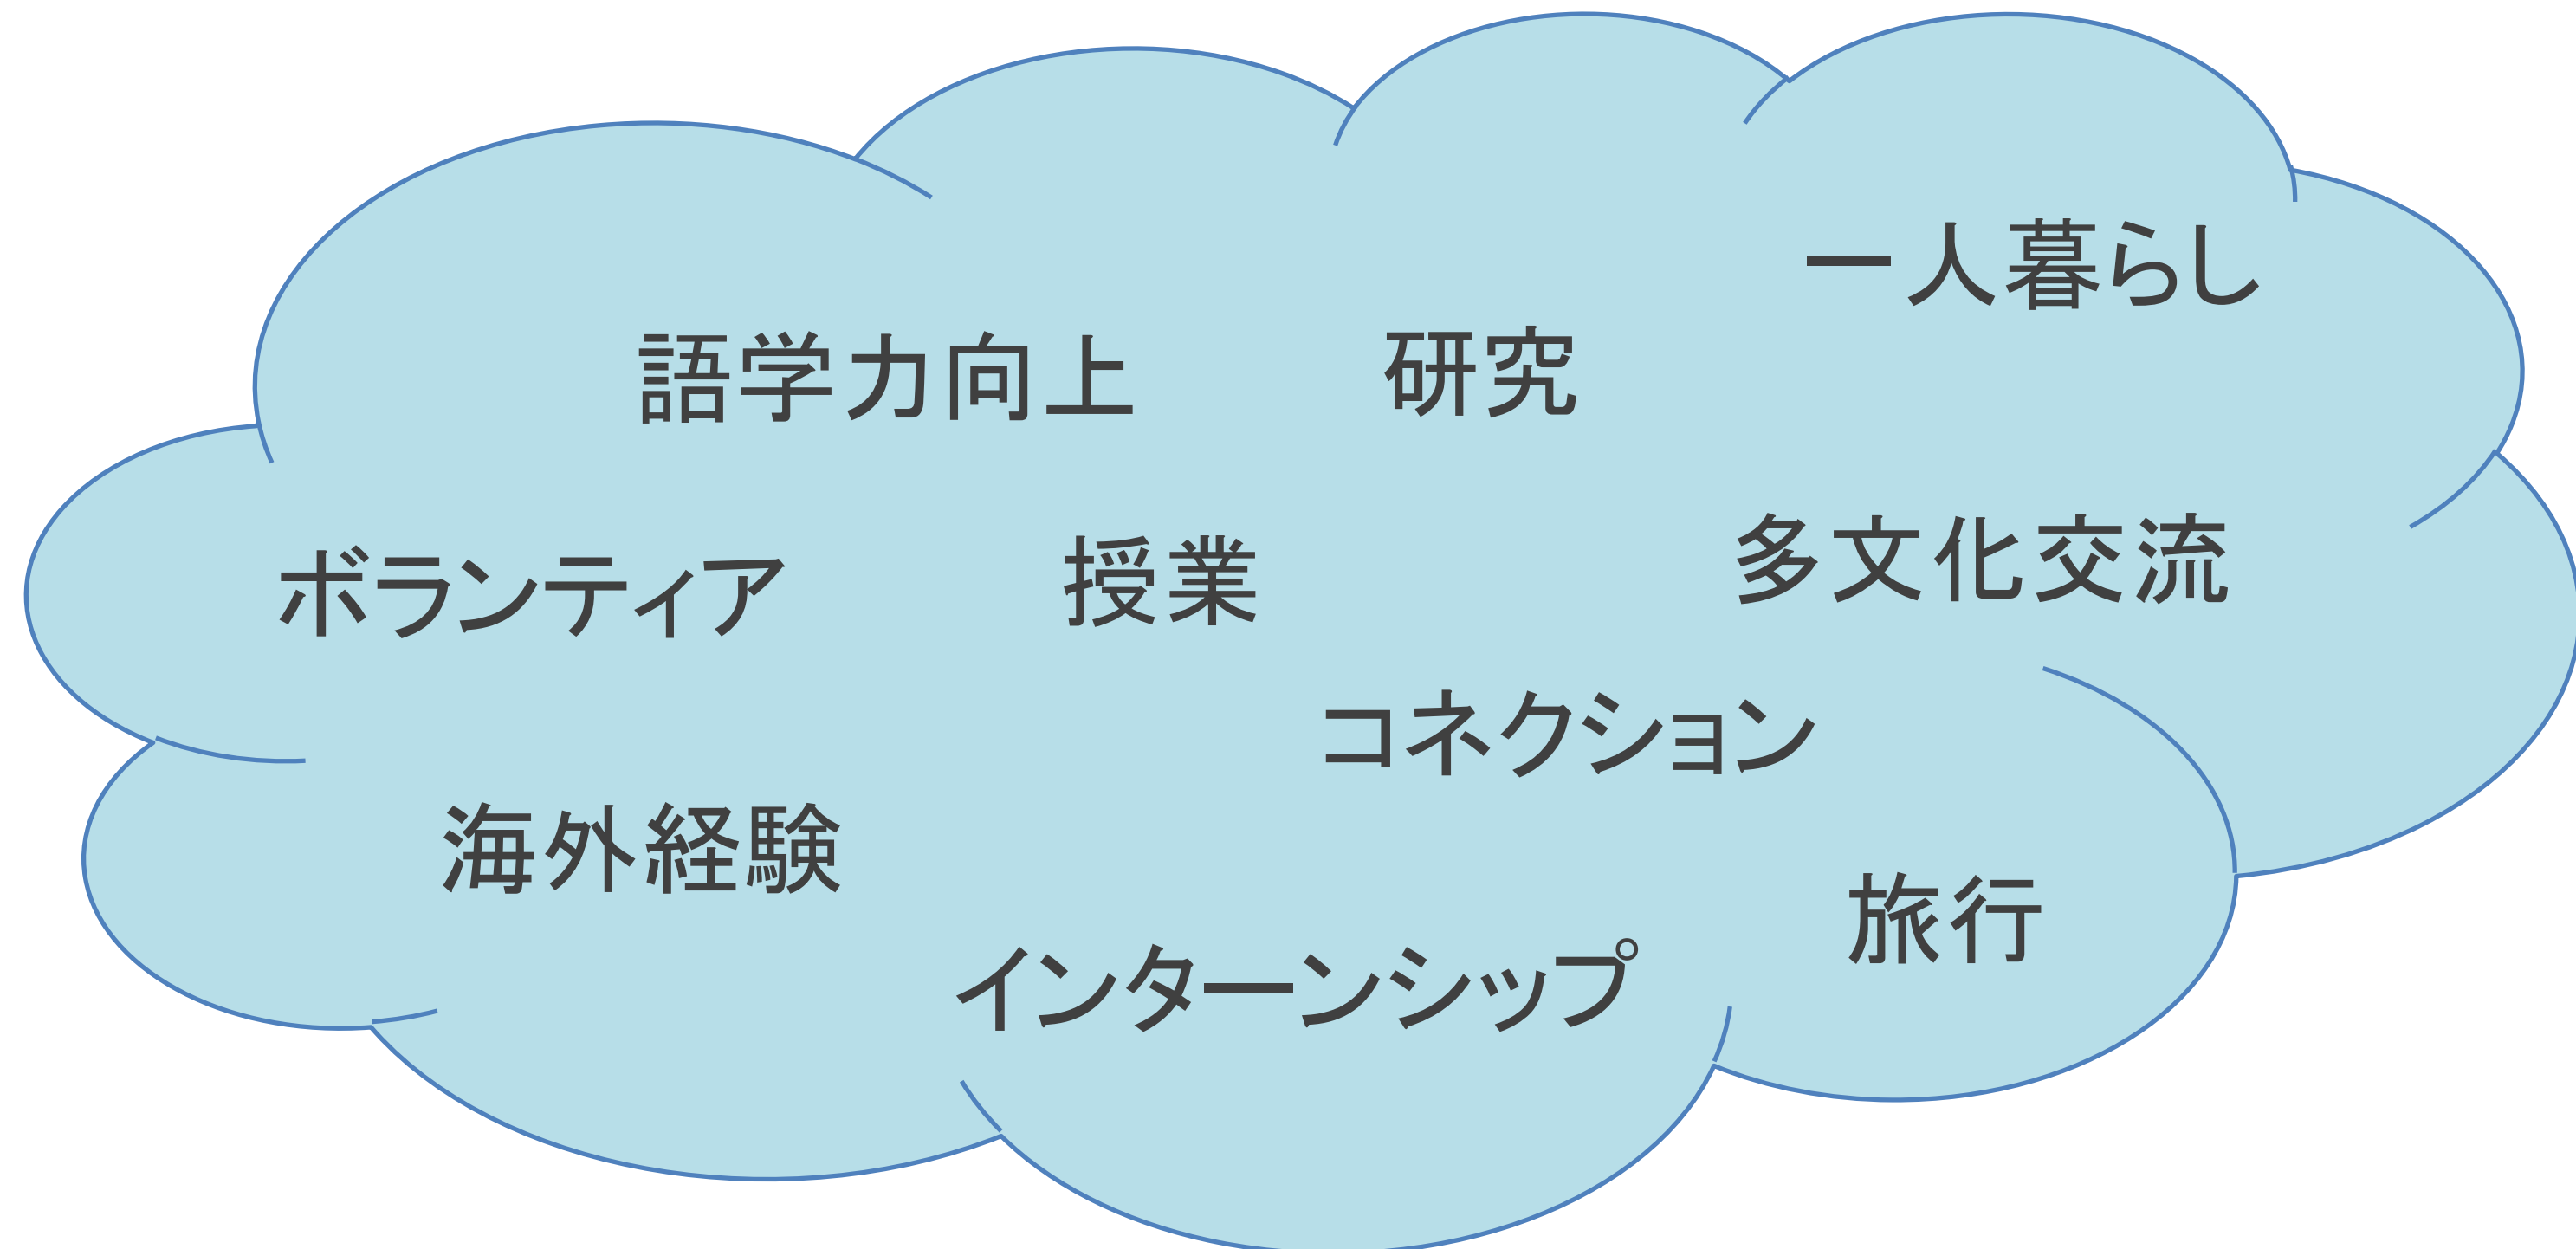 一人暮らし
語学力向上
研究
ボランティア
授業
多文化交流
コネクション
海外経験
旅行
インターンシップ